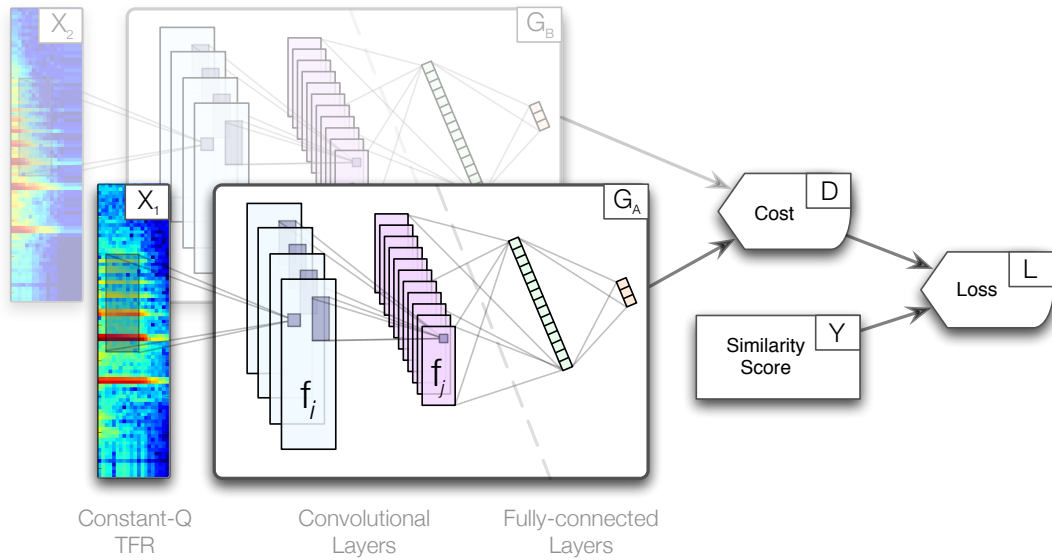 X2
GB
X1
GA
D
Cost
L
Loss
Y
Similarity
Score
fi
fj
Constant-Q
TFR
Convolutional
Layers
Fully-connected
Layers